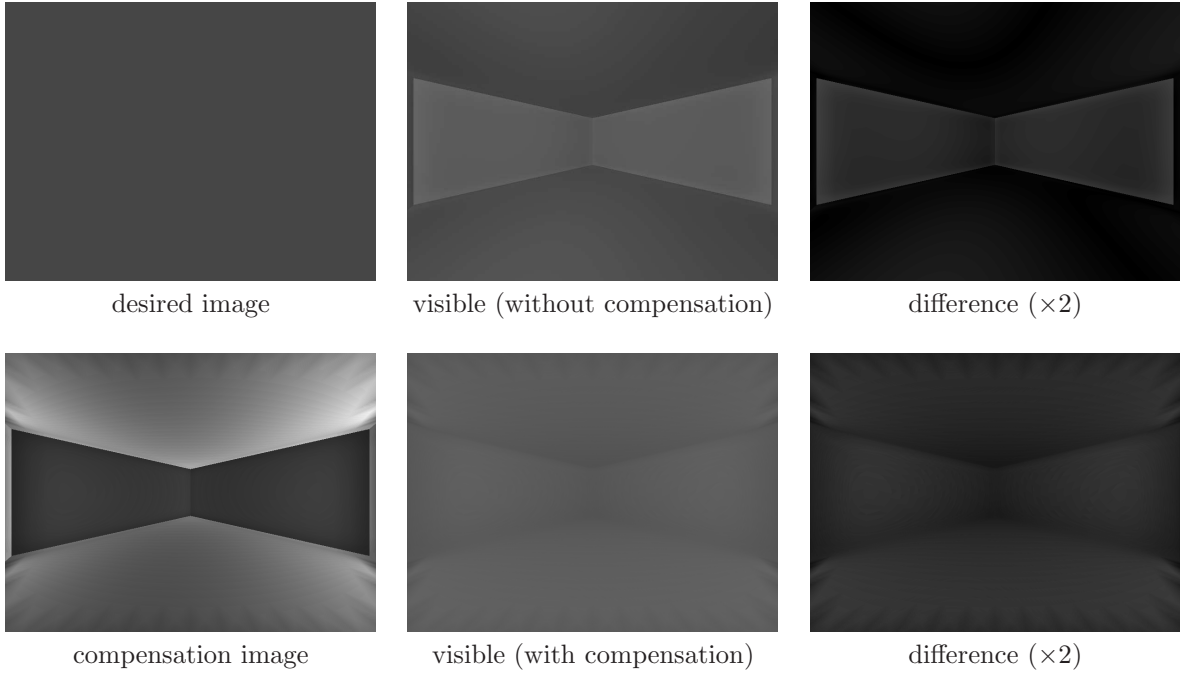 desired image
visible (without compensation)
difference (×2)
compensation image
visible (with compensation)
difference (×2)